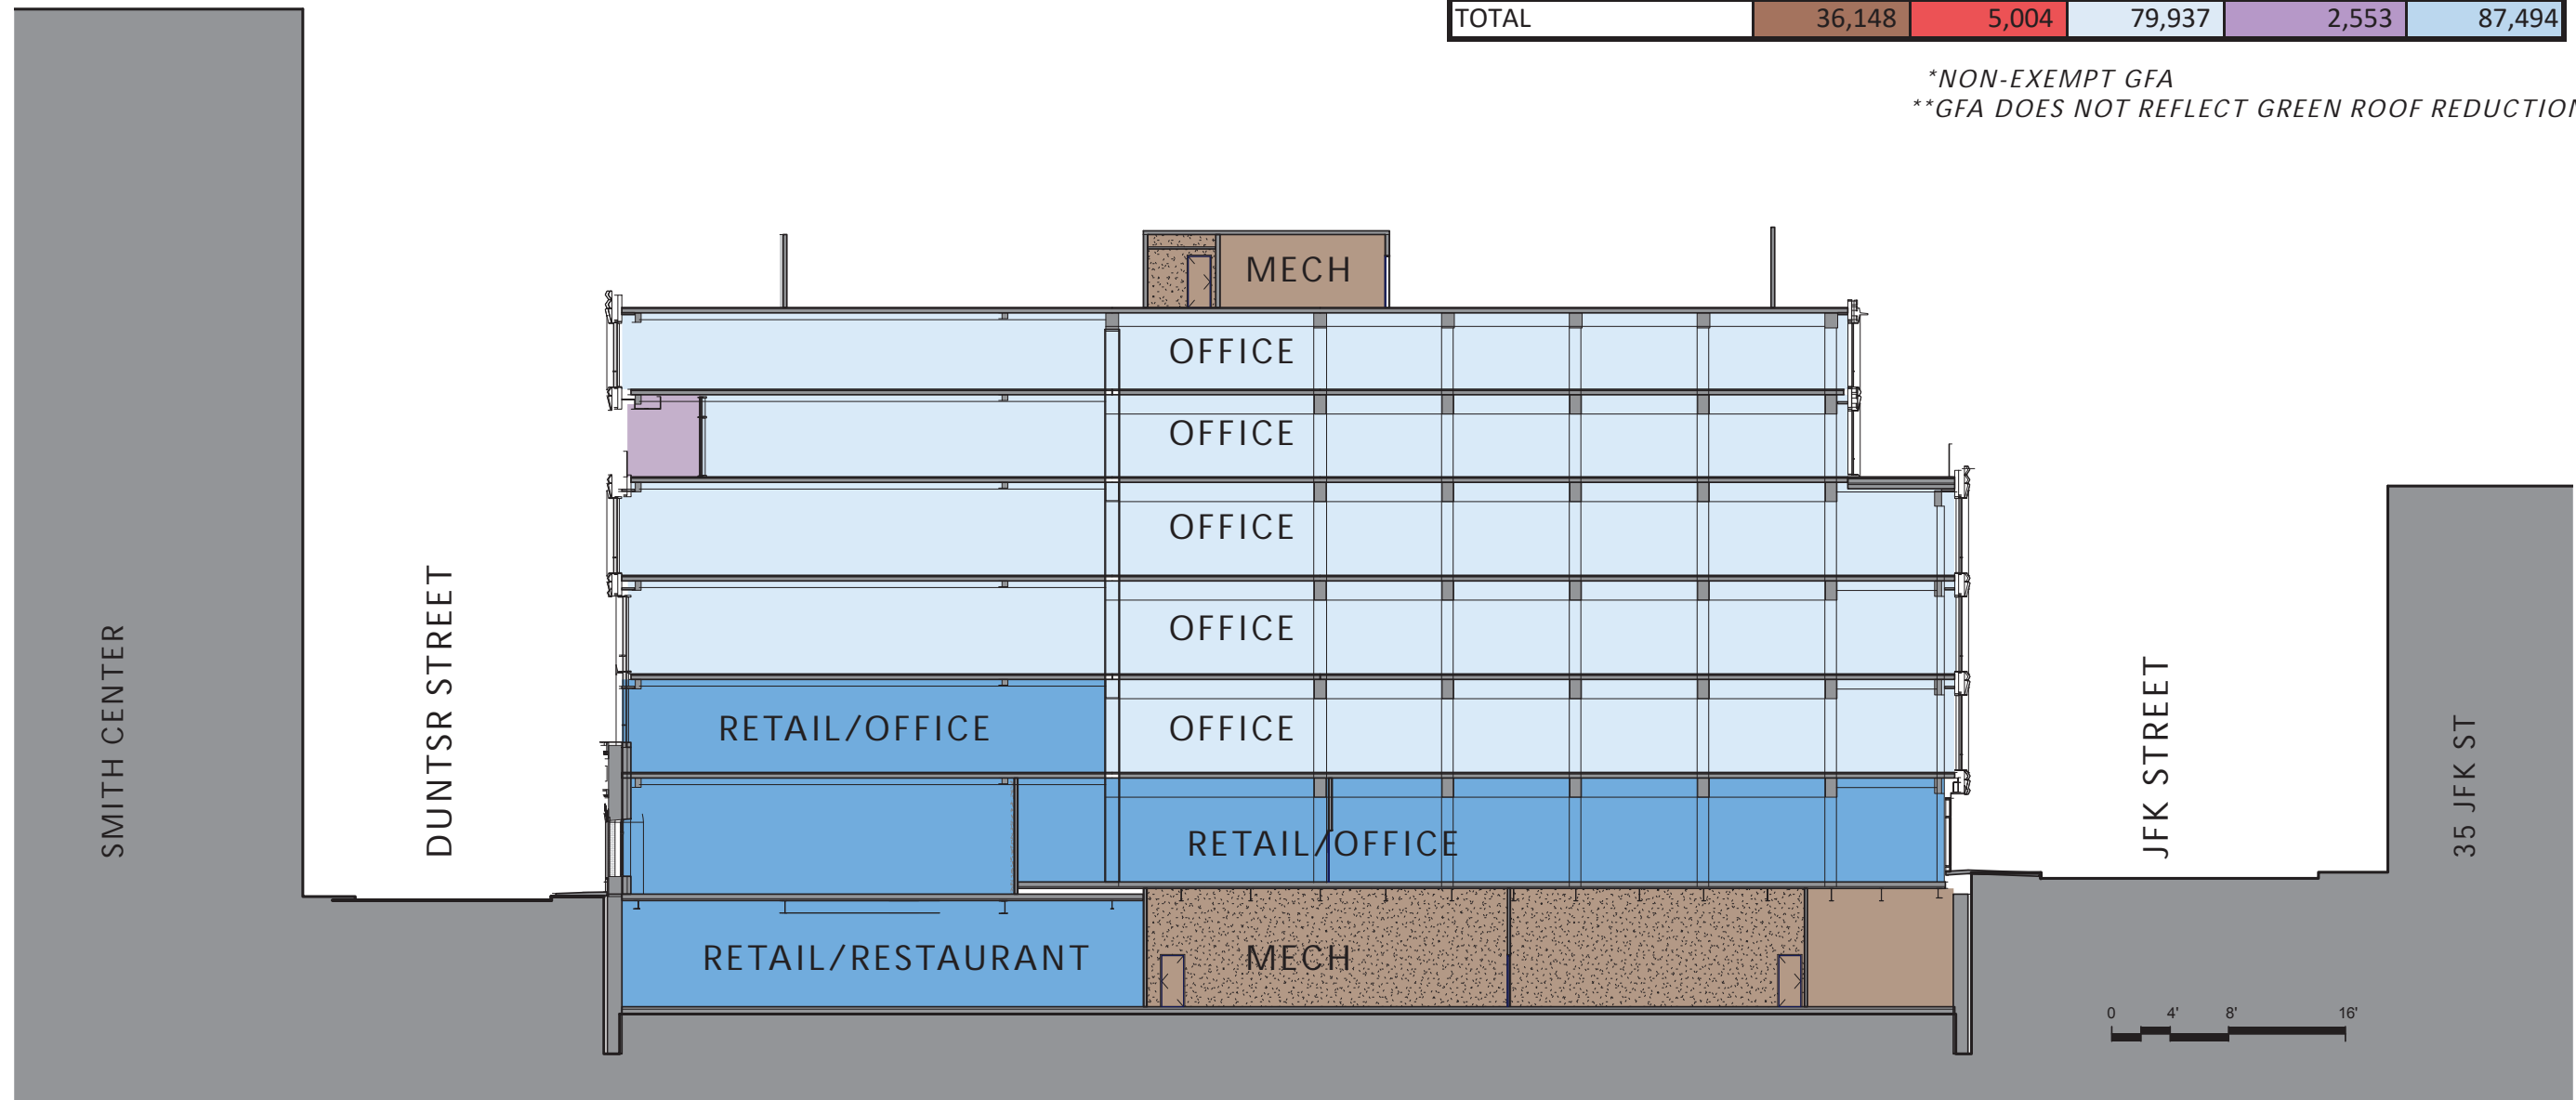 TOTAL 36,148 5,004 79,937 2,553 87,494
*NON-EXEMPT GFA
**GFA DOES NOT REFLECT GREEN ROOF REDUCTION
MECH
OFFICE
OFFICE
OFFICE
OFFICE
RETAIL/OFFICE OFFICE
RETAIL/OFFICE
RETAIL/RESTAURANT MECH
SMITH CENTER
DUNTSR STREET
JFK STREET
35 JFK ST
0 4' 8' 16'